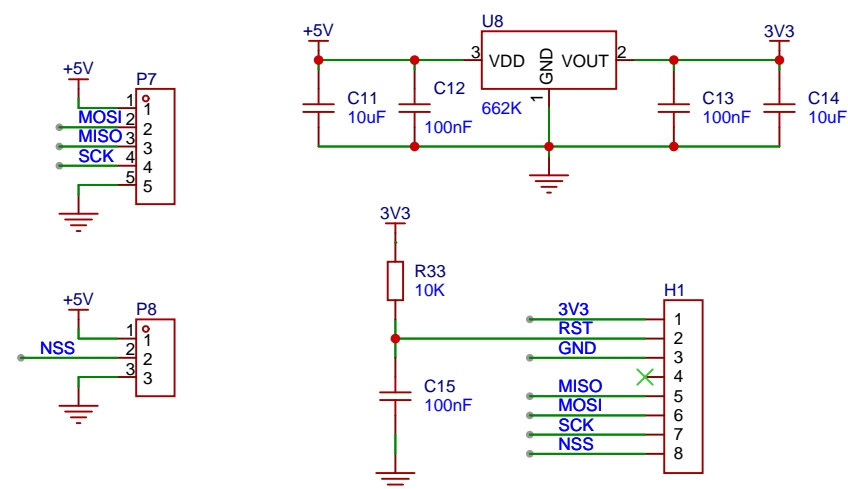 +5V
P7
1
1
MOSI
2
2
MISO
3
3
SCK
4
4
5
5
+5V
U8
3
VDD
GND
VOUT
2
1
662K
3V3
C11
10uF
C12
100nF
C13
100nF
C14
10uF
+5V
P8
1
1
NSS
2
2
3
3
3V3
R33
10K
C15
100nF
H1
3V3
1
RST
2
GND
3
4
MISO
5
MOSI
6
SCK
7
NSS
8